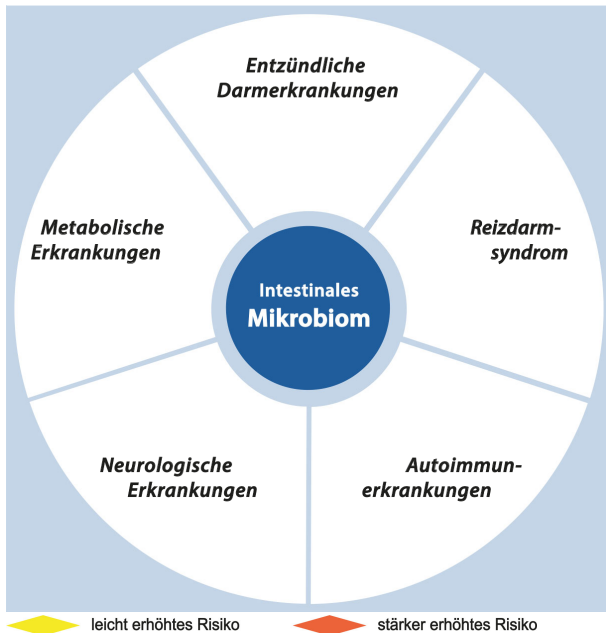 Entzündliche
Darmerkrankungen
Metabolische
Erkrankungen
Reizdarm-
syndrom
Intestinales
Mikrobiom
Neurologische
Erkrankungen
Autoimmun-
erkrankungen
leicht erhöhtes Risiko
stärker erhöhtes Risiko